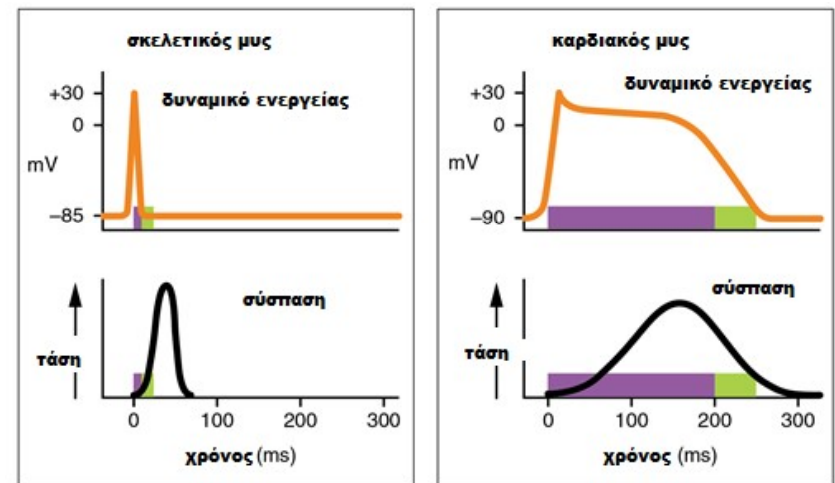 σκελετικός μυς
+30
δυναμικό ενεργείας
0
mV
–85
σύσπαση
τάση
0 100 200 300
χρόνος (ms)
καρδιακός μυς
+30
δυναμικό ενεργείας
0
mV
–90
σύσπαση
τάση
0 100 200 300
χρόνος (ms)